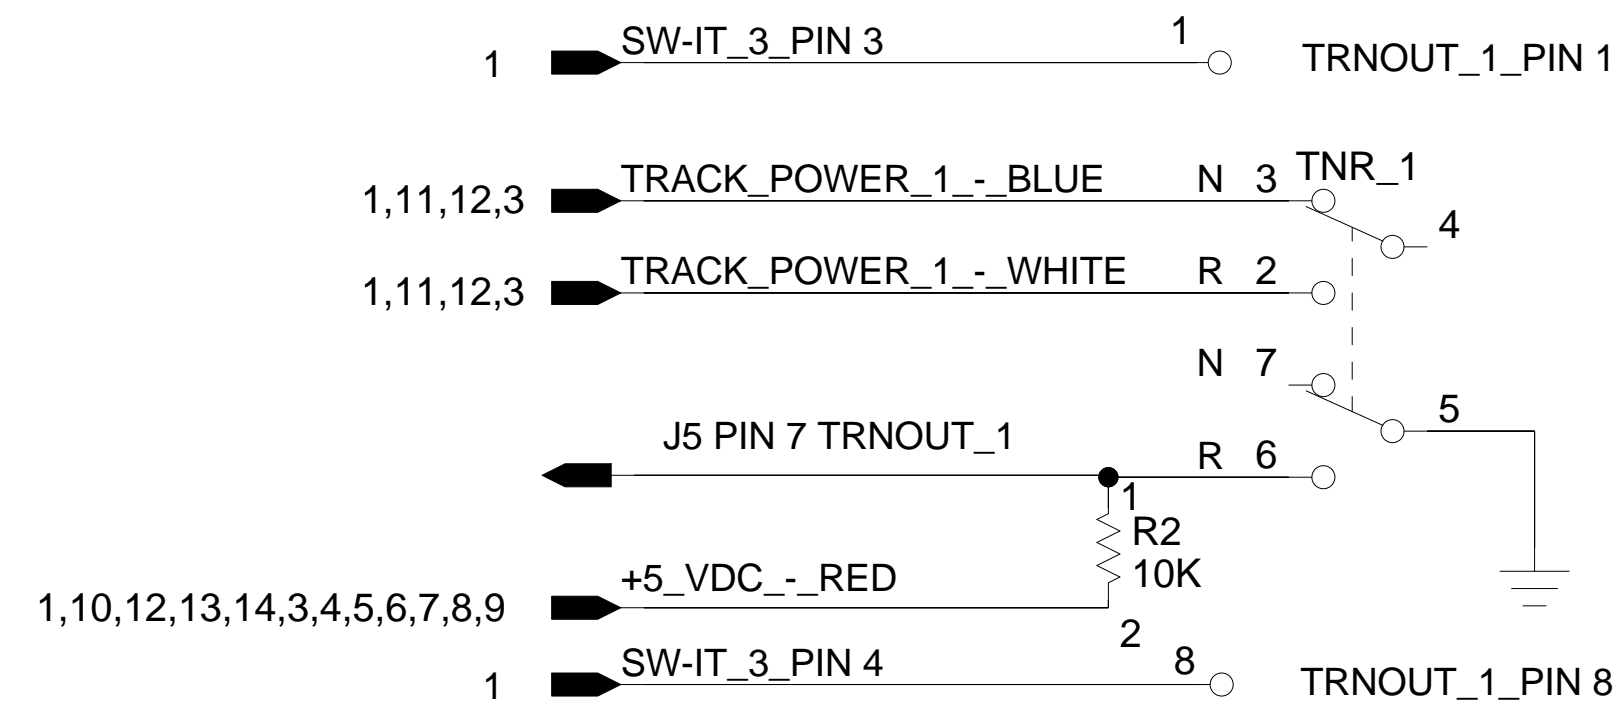 SW-IT_3_PIN 3 1
1 TRNOUT_1_PIN 1
TRACK_POWER_1_-_BLUE N 3 TNR_1
1,11,12,3
4
TRACK_POWER_1_-_WHITE R 2
1,11,12,3
N 7
5
J5 PIN 7 TRNOUT_1
R 6
1
R2
10K
+5_VDC_-_RED
1,10,12,13,14,3,4,5,6,7,8,9
2
SW-IT_3_PIN 4 8
1 TRNOUT_1_PIN 8